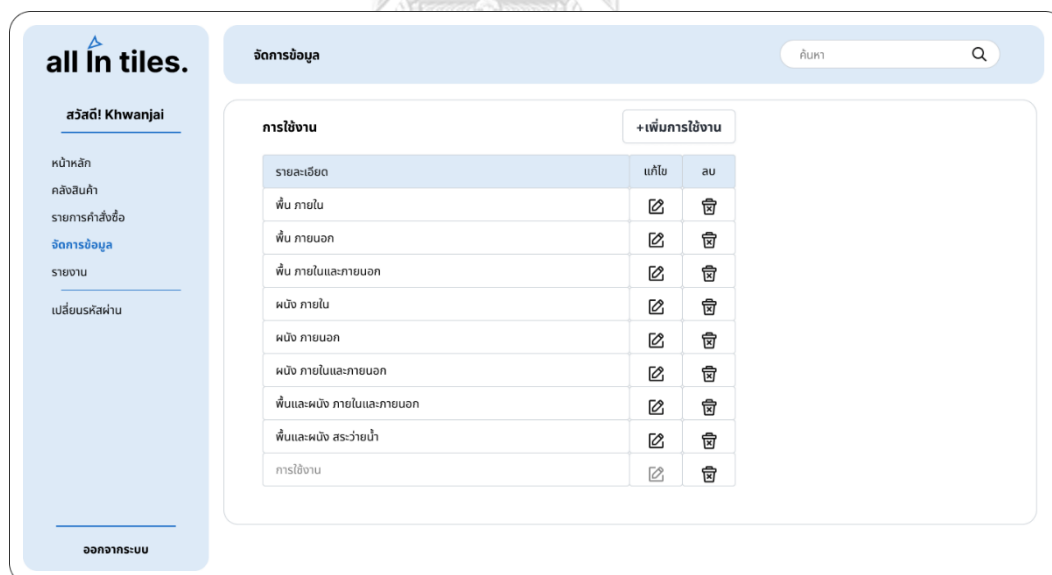 all in tiles.
สวัสดี! Khwanjai
หน้าหลัก
คลังสินค้า
รายการคำสั่งซื้อ
จัดการข้อมูล
รายงาน
เปลี่ยนรหัสผ่าน
ออกจากระบบ
จัดการข้อมูล
ค้นหา
การใช้งาน
+เพิ่มการใช้งาน
รายละเอียด แก้ไข ลบ
พื้น ภายใน
พื้น ภายนอก
พื้น ภายในและภายนอก
ผนัง ภายใน
ผนัง ภายนอก
ผนัง ภายในและภายนอก
พื้นและผนัง ภายในและภายนอก
พื้นและผนัง สระว่ายน้ำ
การใช้งาน